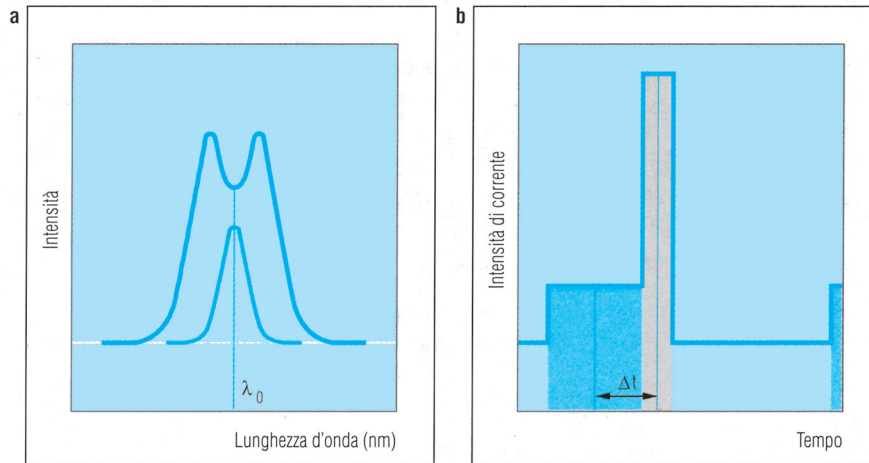 a
Intensità
λ0
Lunghezza d'onda (nm)
b
Intensità di corrente
Δt
Tempo